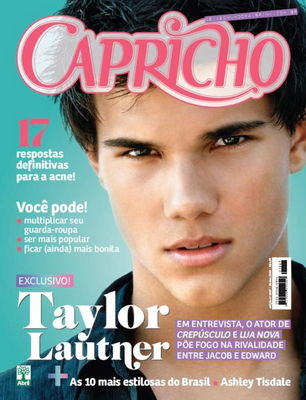 CAPRICHO
17
respostas
definitivas
para a acne!
Você pode!
• multiplicar seu
guarda-roupa
• ser mais popular
• ficar (ainda) mais bonita
EXCLUSIVO!
Taylor
Lautner
EM ENTREVISTA, O ATOR DE
CREPÚSCULO E LUA NOVA
PÕE FOGO NA RIVALIDADE
ENTRE JACOB E EDWARD
Abril
+ As 10 mais estilosas do Brasil • Ashley Tisdale